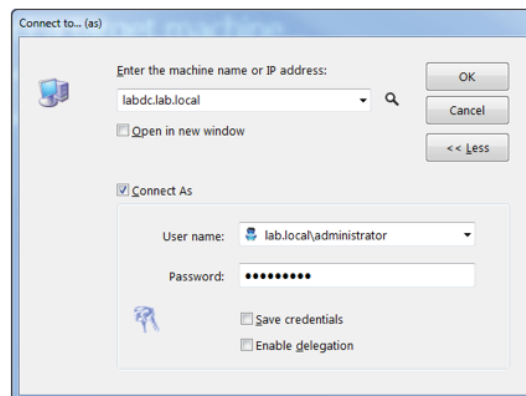 Connect to... (as)
Enter the machine name or IP address:
labdc.lab.local
Open in new window
OK
Cancel
<< Less
Connect As
User name: lab.local\administrator
Password: •••••••••
Save credentials
Enable delegation